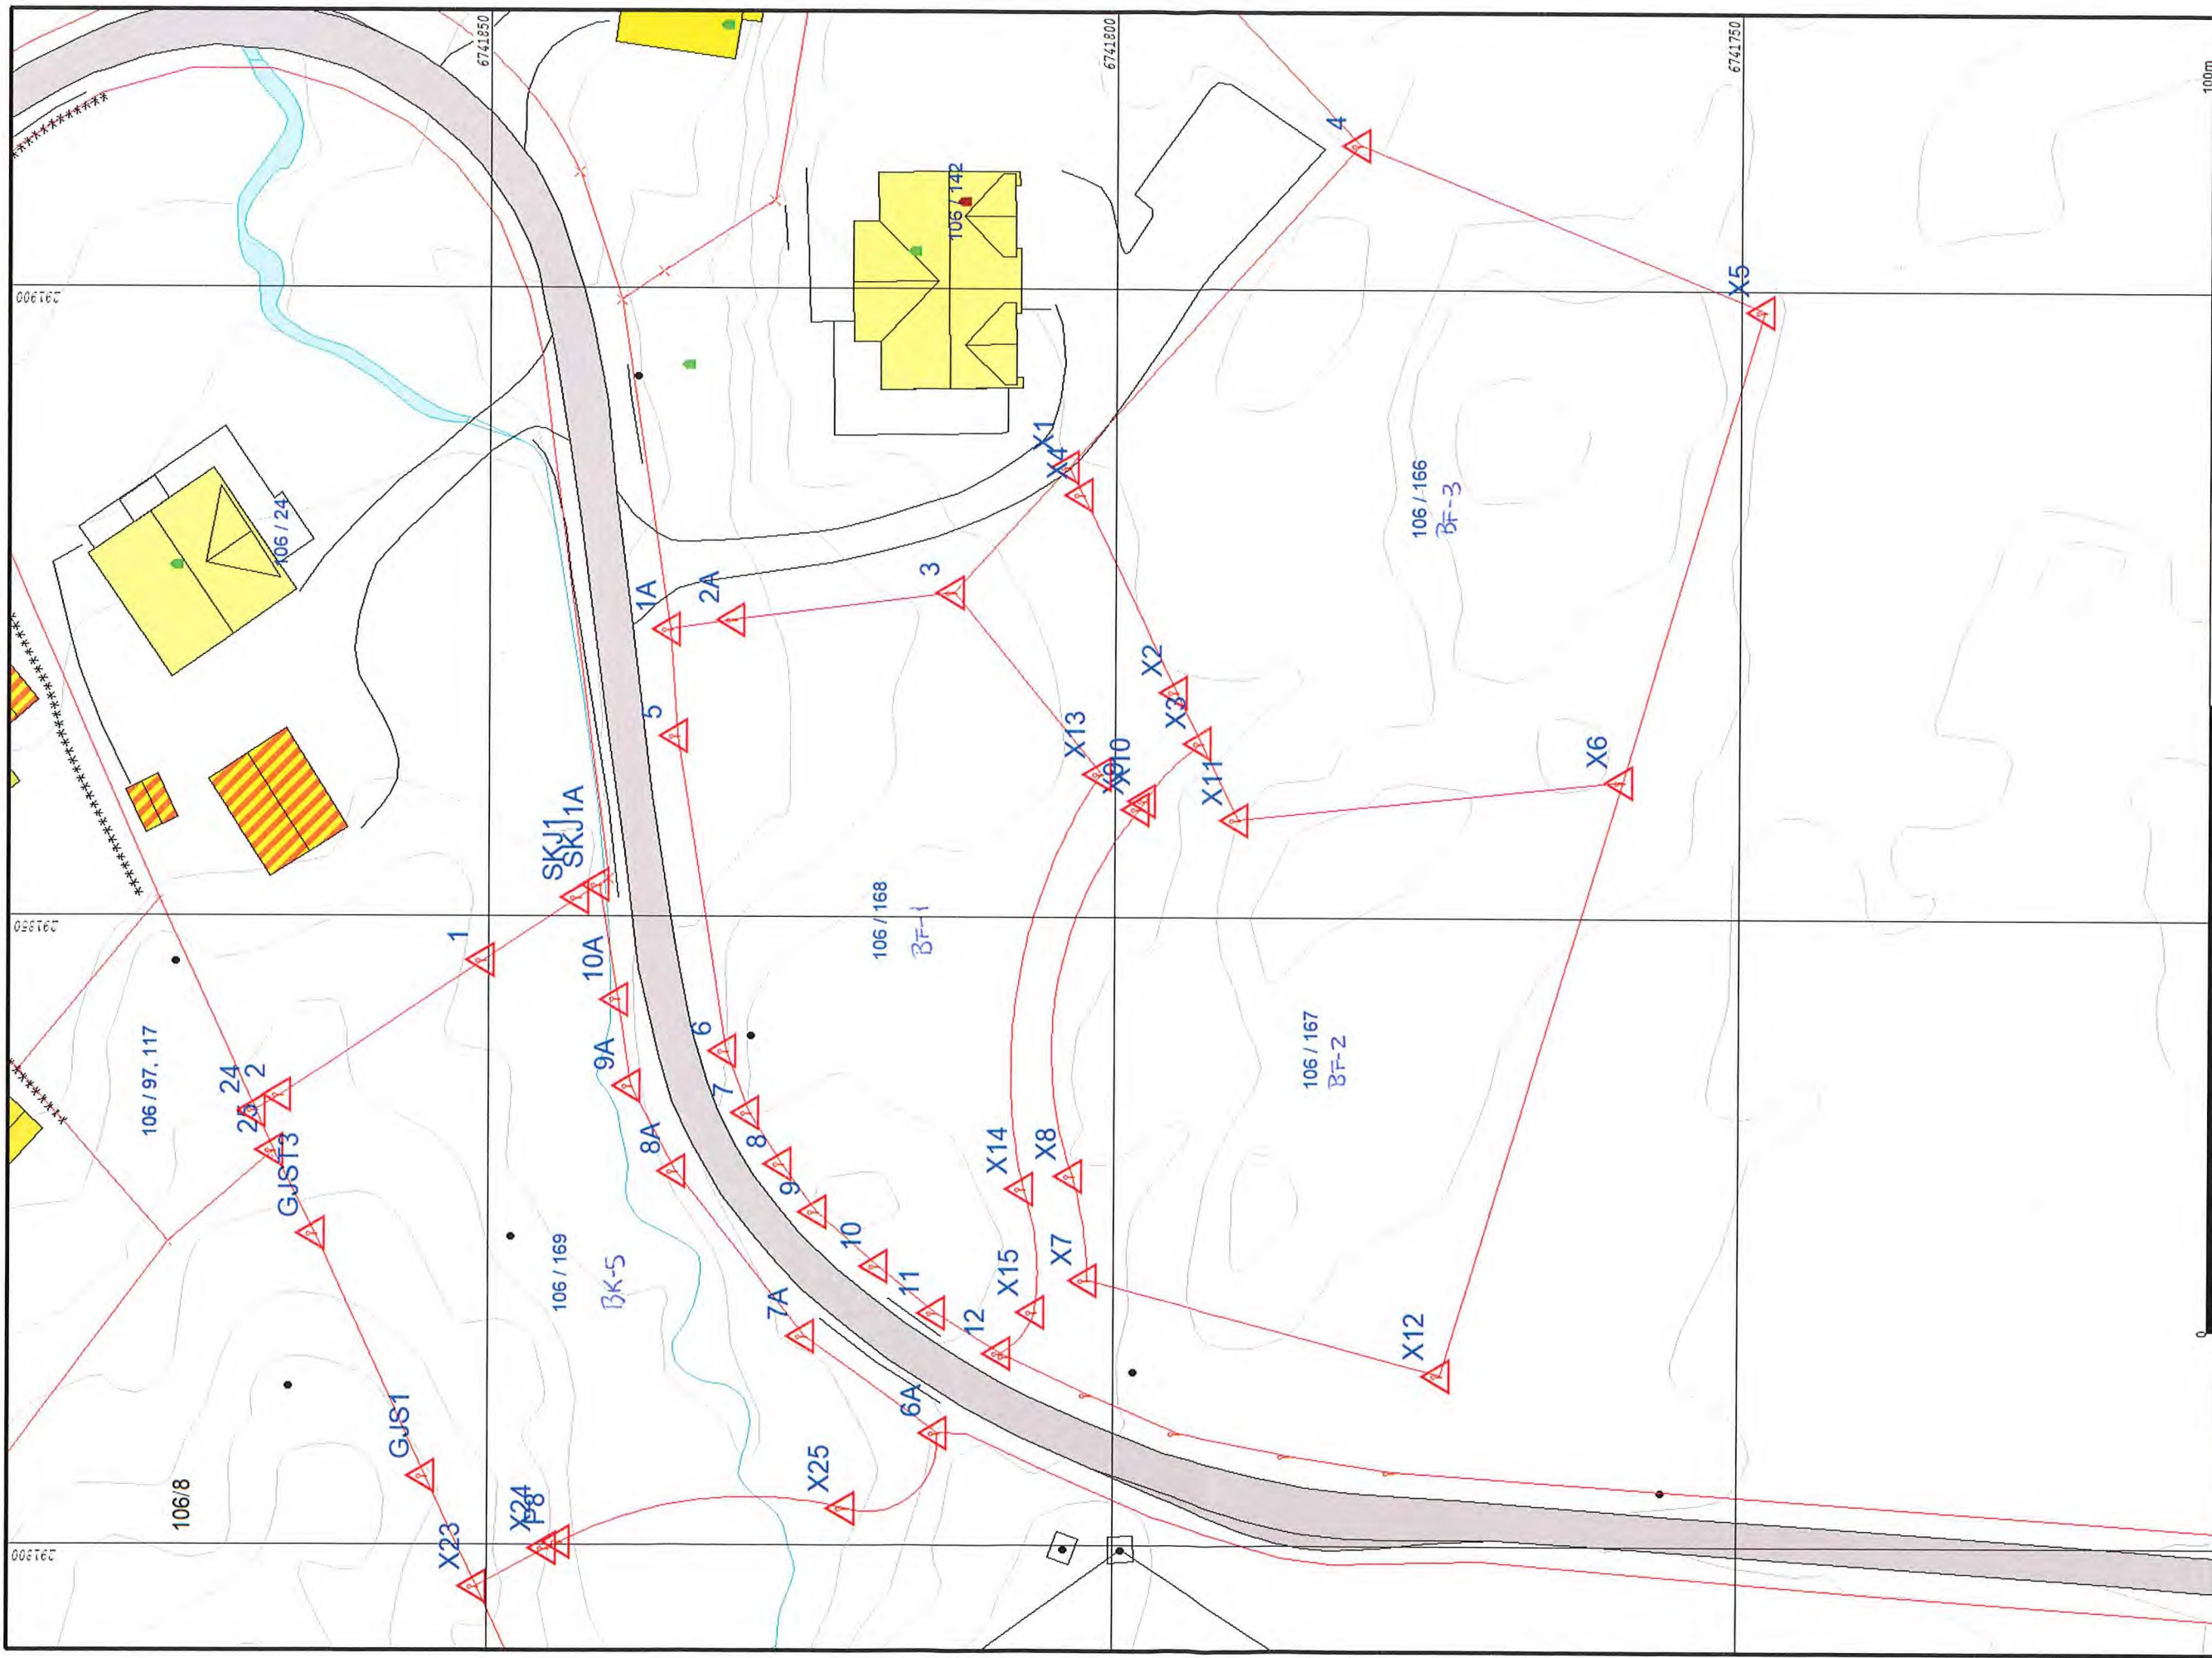 6741850
6741800
6741750
100m
0
291900
291850
291800
106 / 142
106 / 24
106 / 166
BF-3
106 / 168
BF-1
106 / 167
BF-2
106 / 97, 117
106 / 169
BK-5
106/8
4
X5
X1
X4
1A
2A
3
5
X2
X3
X13
X9
X10
X11
X6
SKJ1
SKJ1A
1
10A
9A
8A
6
7
8
9
10
11
12
24
2
25
GJST3
X14
X8
X15
X7
X12
7A
6A
X25
GJS1
X24
P8
X23